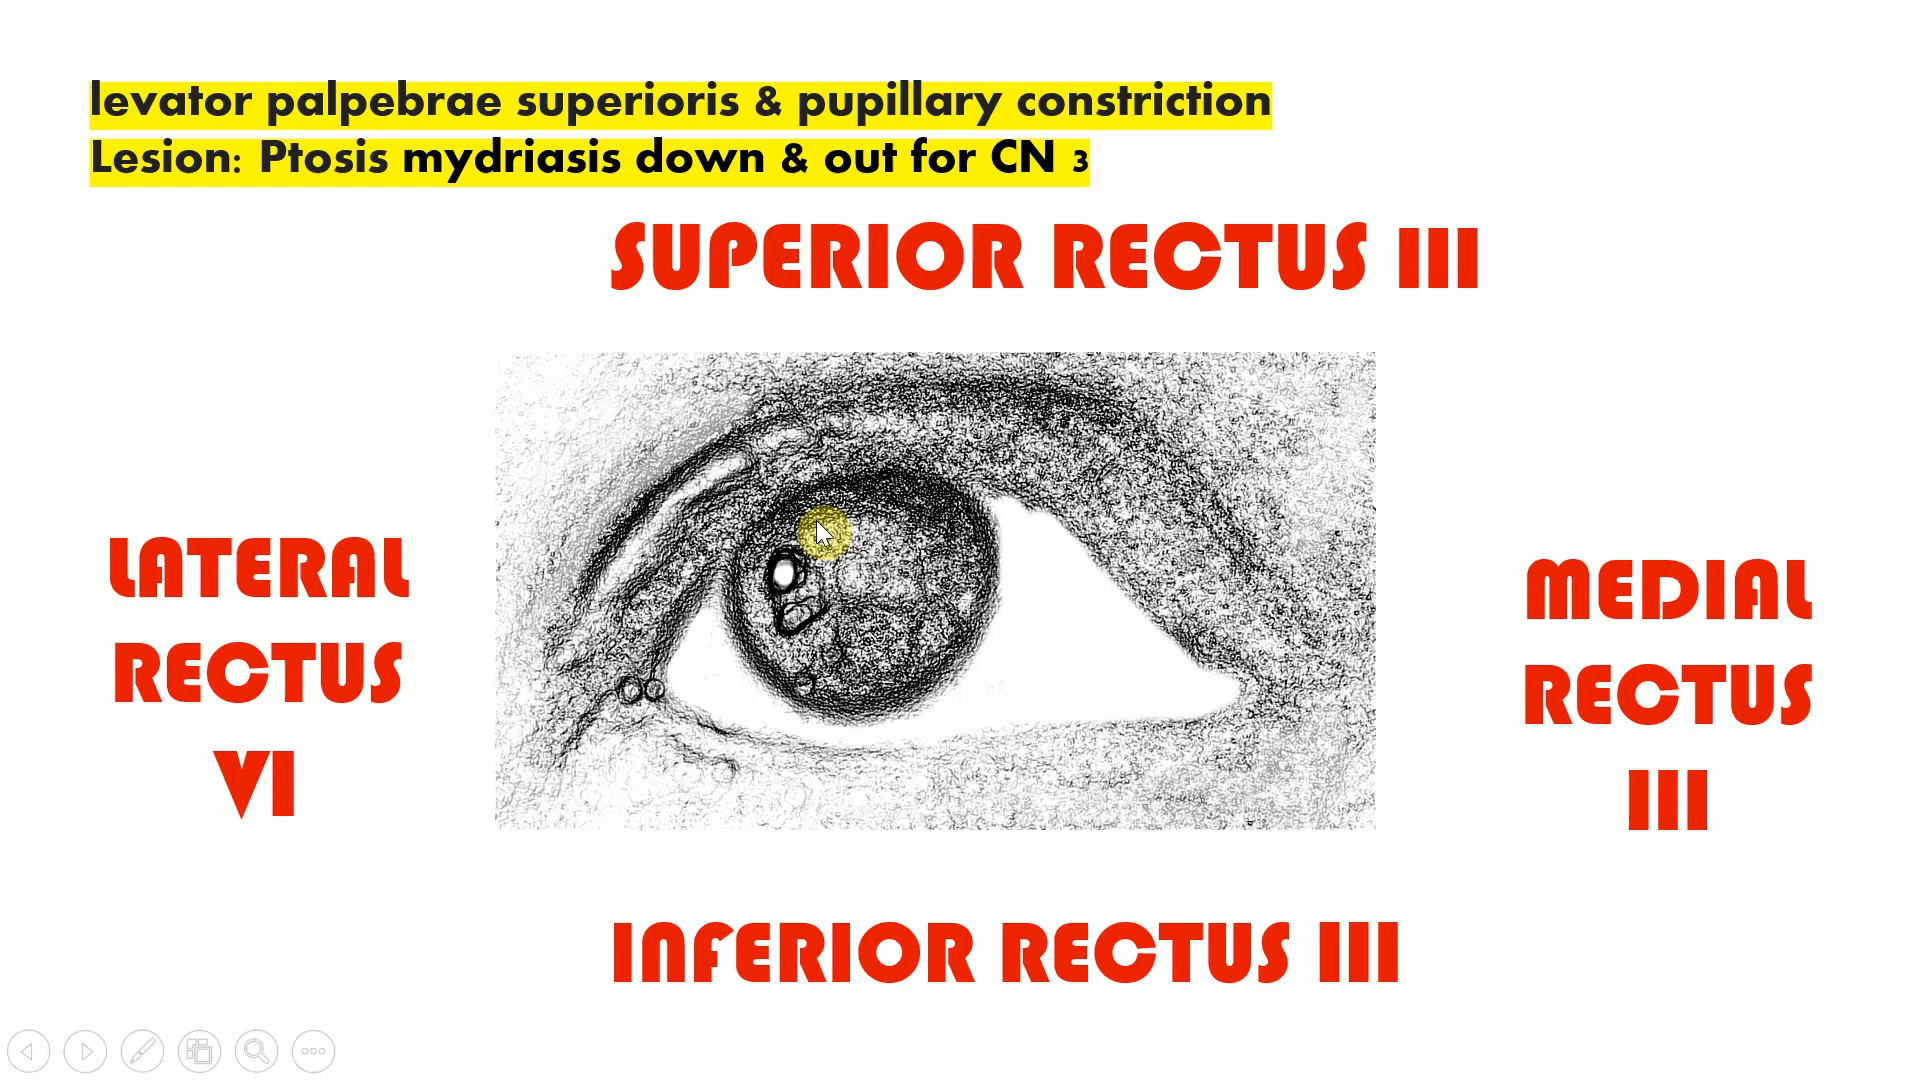 levator palpebrae superioris & pupillary constriction
Lesion: Ptosis mydriasis down & out for CN 3
SUPERIOR RECTUS III
LATERAL
RECTUS
VI
MEDIAL
RECTUS
III
INFERIOR RECTUS III